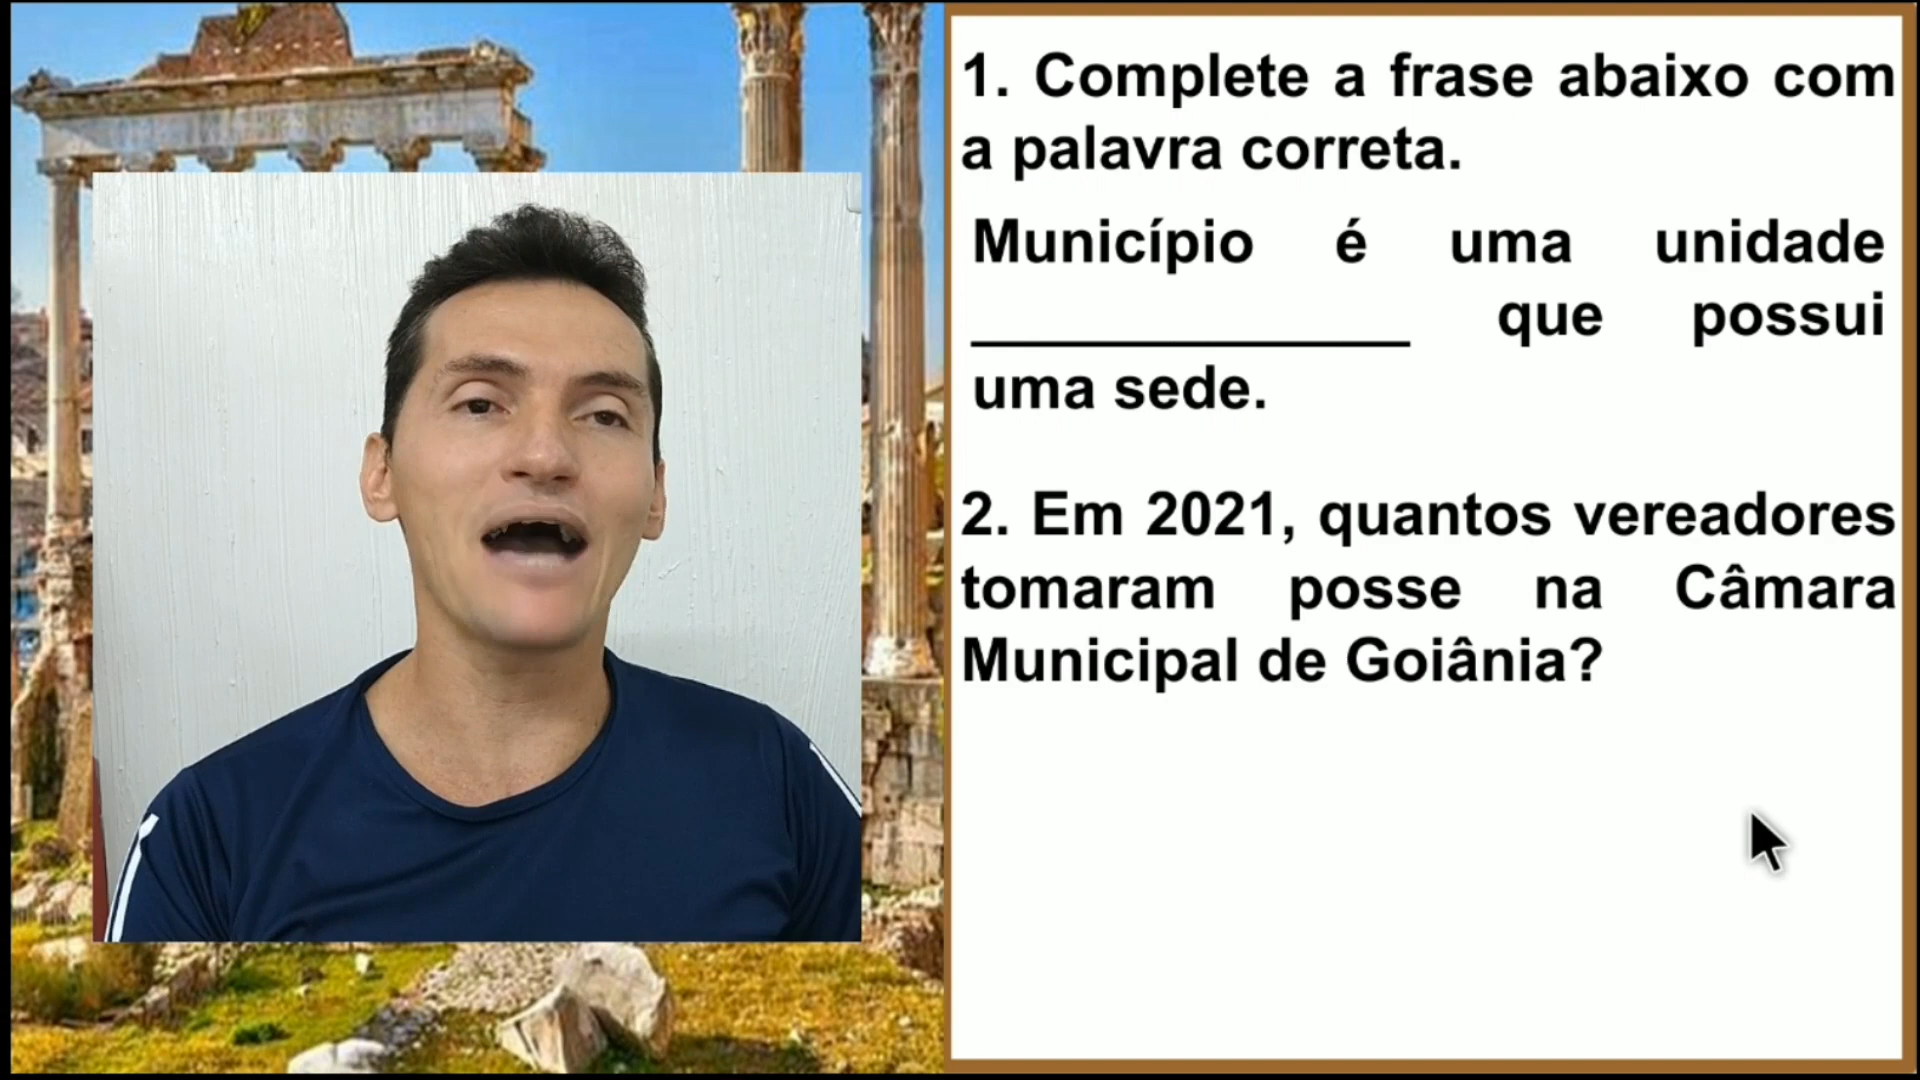 1. Complete a frase abaixo com
a palavra correta.
Município é uma unidade
_______________ que possui
uma sede.
2. Em 2021, quantos vereadores
tomaram posse na Câmara
Municipal de Goiânia?